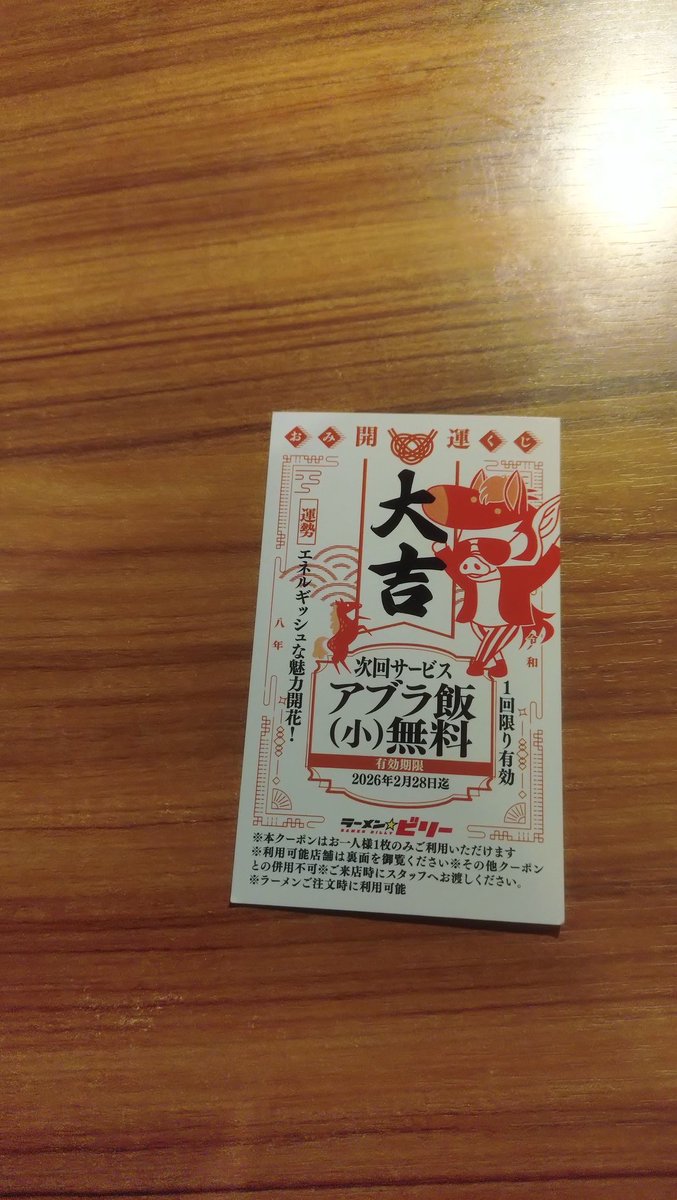 おみ開運くじ
大吉
運勢
エネルギッシュな魅力開花！
令和
八年
次回サービス
アブラ飯
(小)無料
1回限り有効
有効期限
2026年2月28日迄
ラーメン☆ビリー
RAMEN BILLY
※本クーポンはお一人様1枚のみご利用いただけます
※利用可能店舗は裏面を御覧ください※その他クーポン
との併用不可※ご来店時にスタッフへお渡しください。
※ラーメンご注文時に利用可能